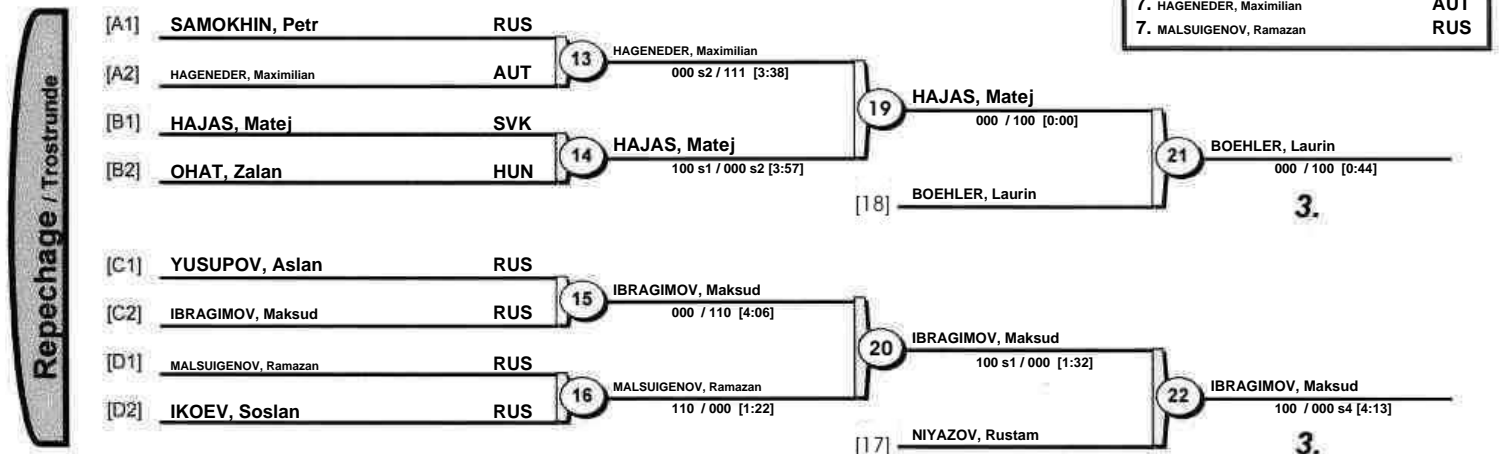 7. HAGENEDER, Maximilian AUT
7. MALSUIGENOV, Ramazan RUS
Repechage / Trostrunde
[A1] SAMOKHIN, Petr RUS
13
HAGENEDER, Maximilian
000 s2 / 111 [3:38]
[A2] HAGENEDER, Maximilian AUT
19
HAJAS, Matej
000 / 100 [0:00]
[B1] HAJAS, Matej SVK
14
HAJAS, Matej
100 s1 / 000 s2 [3:57]
[B2] OHAT, Zalan HUN
21
BOEHLER, Laurin
000 / 100 [0:44]
[18] BOEHLER, Laurin
3.
[C1] YUSUPOV, Aslan RUS
15
IBRAGIMOV, Maksud
000 / 110 [4:06]
[C2] IBRAGIMOV, Maksud RUS
20
IBRAGIMOV, Maksud
100 s1 / 000 [1:32]
[D1] MALSUIGENOV, Ramazan RUS
16
MALSUIGENOV, Ramazan
110 / 000 [1:22]
[D2] IKOEV, Soslan RUS
22
IBRAGIMOV, Maksud
100 / 000 s4 [4:13]
[17] NIYAZOV, Rustam
3.